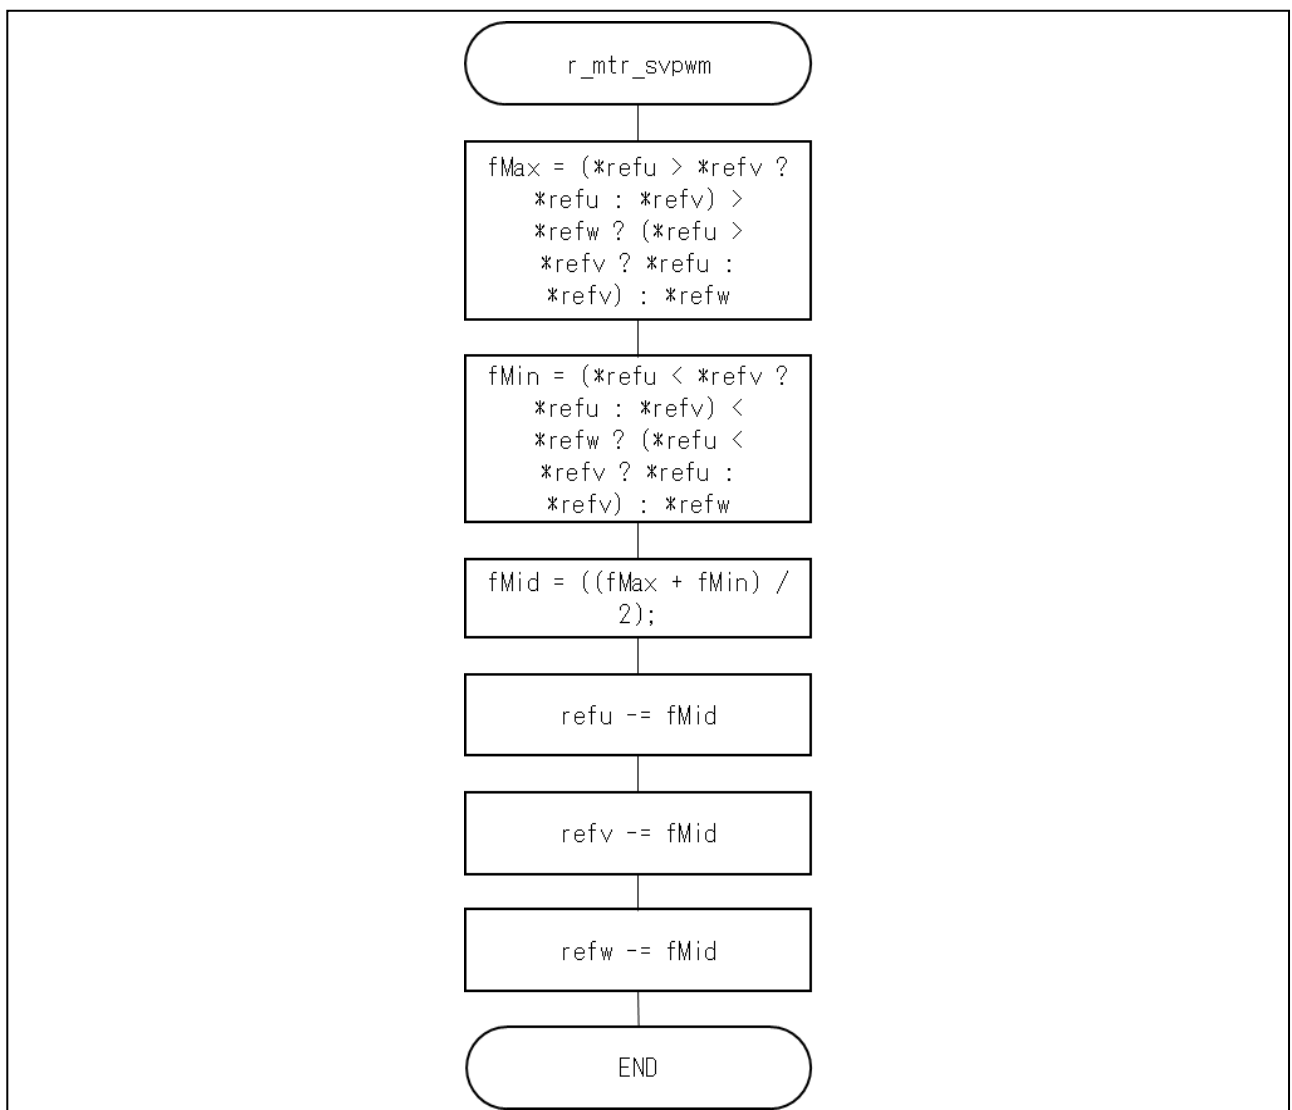 r_mtr_svpwm
fMax = (*refu > *refv ?
*refu : *refv) >
*refw ? (*refu >
*refv ? *refu :
*refv) : *refw
fMin = (*refu < *refv ?
*refu : *refv) <
*refw ? (*refu <
*refv ? *refu :
*refv) : *refw
fMid = ((fMax + fMin) /
2);
refu -= fMid
refv -= fMid
refw -= fMid
END